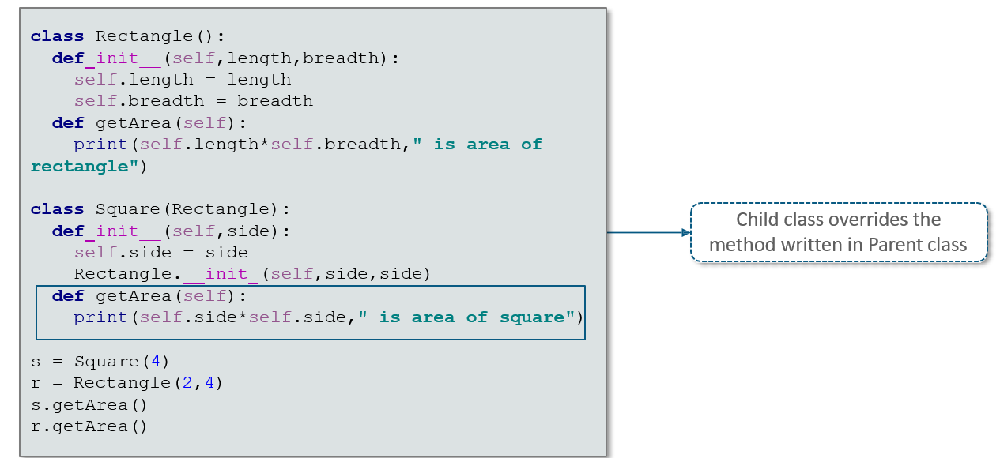 class Rectangle():
  def_init__(self,length,breadth):
    self.length = length
    self.breadth = breadth
  def getArea(self):
    print(self.length*self.breadth," is area of
rectangle")
class Square(Rectangle):
  def_init__(self,side):
    self.side = side
    Rectangle.__init_(self,side,side)
  def getArea(self):
    print(self.side*self.side," is area of square")
s = Square(4)
r = Rectangle(2,4)
s.getArea()
r.getArea()
Child class overrides the
method written in Parent class